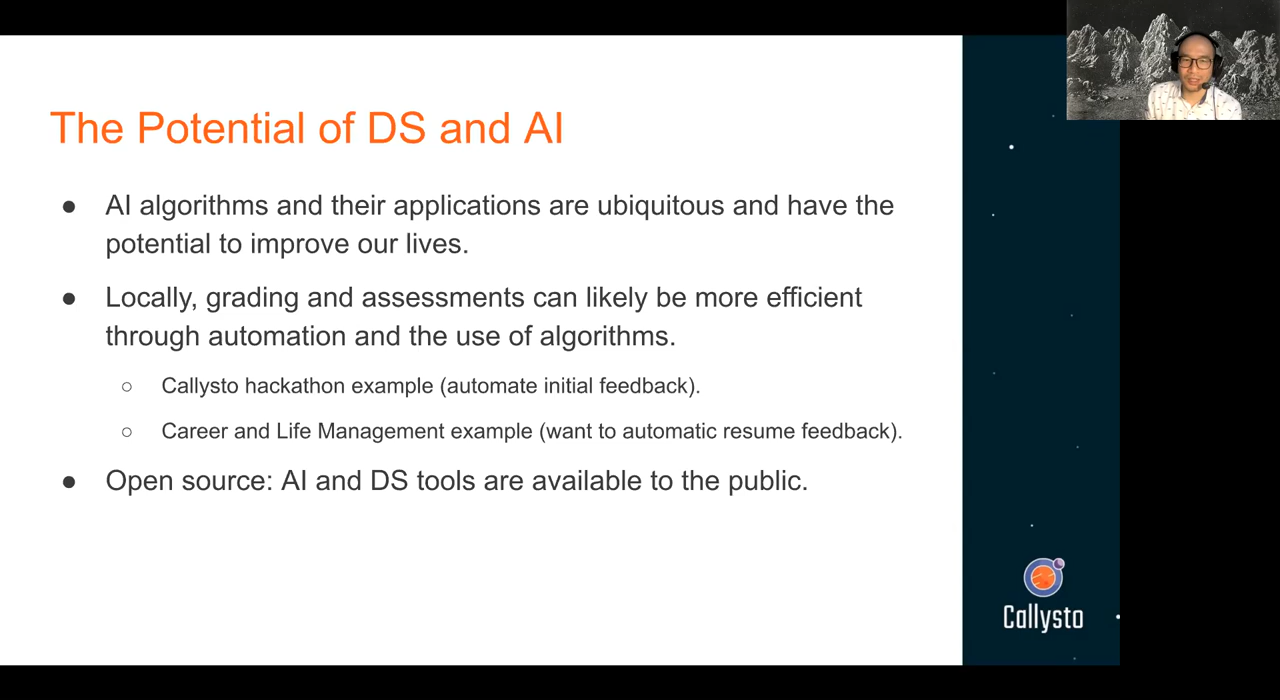 The Potential of DS and AI
● AI algorithms and their applications are ubiquitous and have the
potential to improve our lives.
● Locally, grading and assessments can likely be more efficient
through automation and the use of algorithms.
○ Callysto hackathon example (automate initial feedback).
○ Career and Life Management example (want to automatic resume feedback).
● Open source: AI and DS tools are available to the public.
Callysto